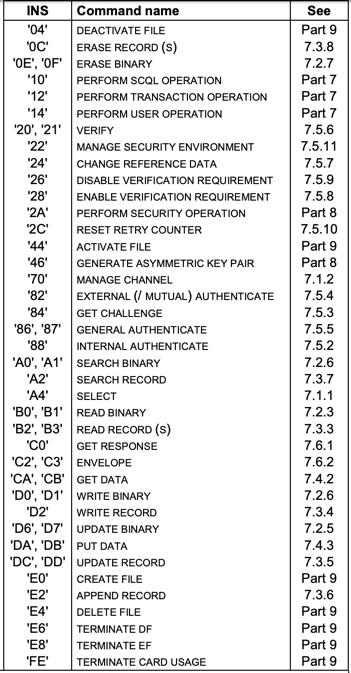 INS Command name See
'04' DEACTIVATE FILE Part 9
'0C' ERASE RECORD (S) 7.3.8
'0E', '0F' ERASE BINARY 7.2.7
'10' PERFORM SCQL OPERATION Part 7
'12' PERFORM TRANSACTION OPERATION Part 7
'14' PERFORM USER OPERATION Part 7
'20', '21' VERIFY 7.5.6
'22' MANAGE SECURITY ENVIRONMENT 7.5.11
'24' CHANGE REFERENCE DATA 7.5.7
'26' DISABLE VERIFICATION REQUIREMENT 7.5.9
'28' ENABLE VERIFICATION REQUIREMENT 7.5.8
'2A' PERFORM SECURITY OPERATION Part 8
'2C' RESET RETRY COUNTER 7.5.10
'44' ACTIVATE FILE Part 9
'46' GENERATE ASYMMETRIC KEY PAIR Part 8
'70' MANAGE CHANNEL 7.1.2
'82' EXTERNAL (/ MUTUAL) AUTHENTICATE 7.5.4
'84' GET CHALLENGE 7.5.3
'86', '87' GENERAL AUTHENTICATE 7.5.5
'88' INTERNAL AUTHENTICATE 7.5.2
'A0', 'A1' SEARCH BINARY 7.2.6
'A2' SEARCH RECORD 7.3.7
'A4' SELECT 7.1.1
'B0', 'B1' READ BINARY 7.2.3
'B2', 'B3' READ RECORD (S) 7.3.3
'C0' GET RESPONSE 7.6.1
'C2', 'C3' ENVELOPE 7.6.2
'CA', 'CB' GET DATA 7.4.2
'D0', 'D1' WRITE BINARY 7.2.6
'D2' WRITE RECORD 7.3.4
'D6', 'D7' UPDATE BINARY 7.2.5
'DA', 'DB' PUT DATA 7.4.3
'DC', 'DD' UPDATE RECORD 7.3.5
'E0' CREATE FILE Part 9
'E2' APPEND RECORD 7.3.6
'E4' DELETE FILE Part 9
'E6' TERMINATE DF Part 9
'E8' TERMINATE EF Part 9
'FE' TERMINATE CARD USAGE Part 9